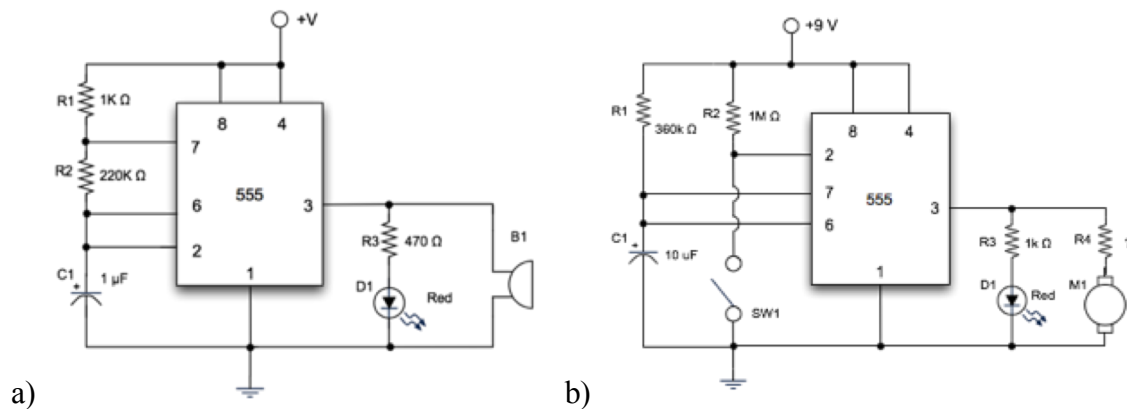 +V
R1 1K Ω
8 4
7
R2 220K Ω
555
6
3
2
R3 470 Ω
B1
C1 + 1 µF
1
D1 Red
a)
+9 V
R1 360k Ω
R2 1M Ω
8 4
2
7
555
6
3
C1 + 10 uF
R3 1k Ω
R4
1
SW1
D1 Red
M1
b)